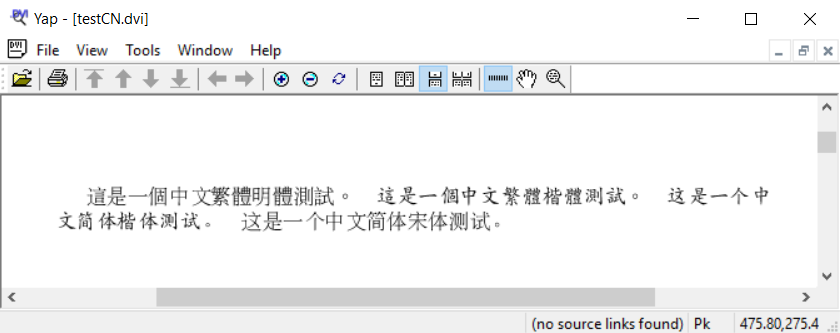 Yap - [testCN.dvi]
DVI File View Tools Window Help
這是一個中文繁體明體測試。 這是一個中文繁體楷體測試。 这是一个中
文简体楷体测试。 这是一个中文简体宋体测试。
(no source links found) Pk 475.80,275.4